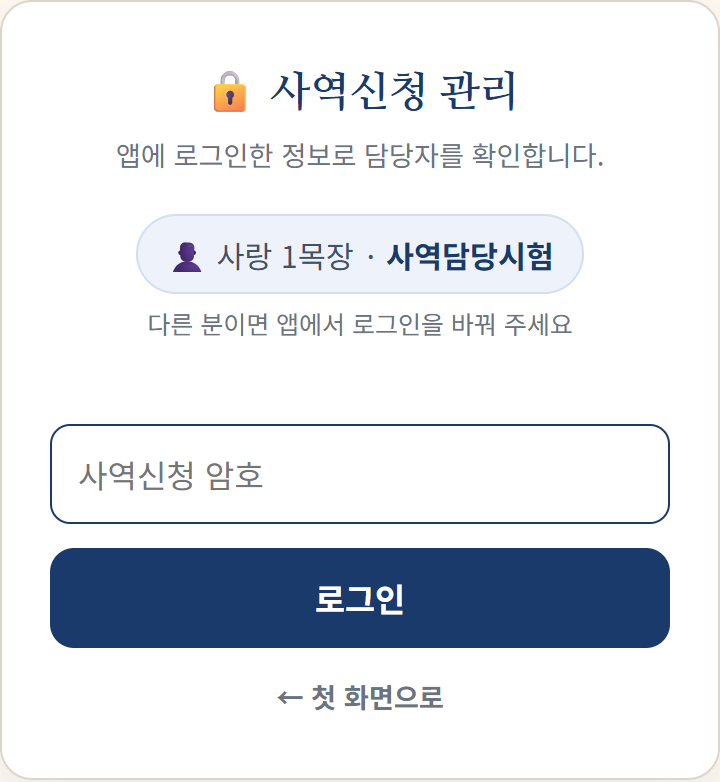 사역신청 관리
앱에 로그인한 정보로 담당자를 확인합니다.
사랑 1목장 · 사역담당시험
다른 분이면 앱에서 로그인을 바꿔 주세요
사역신청 암호
로그인
← 첫 화면으로